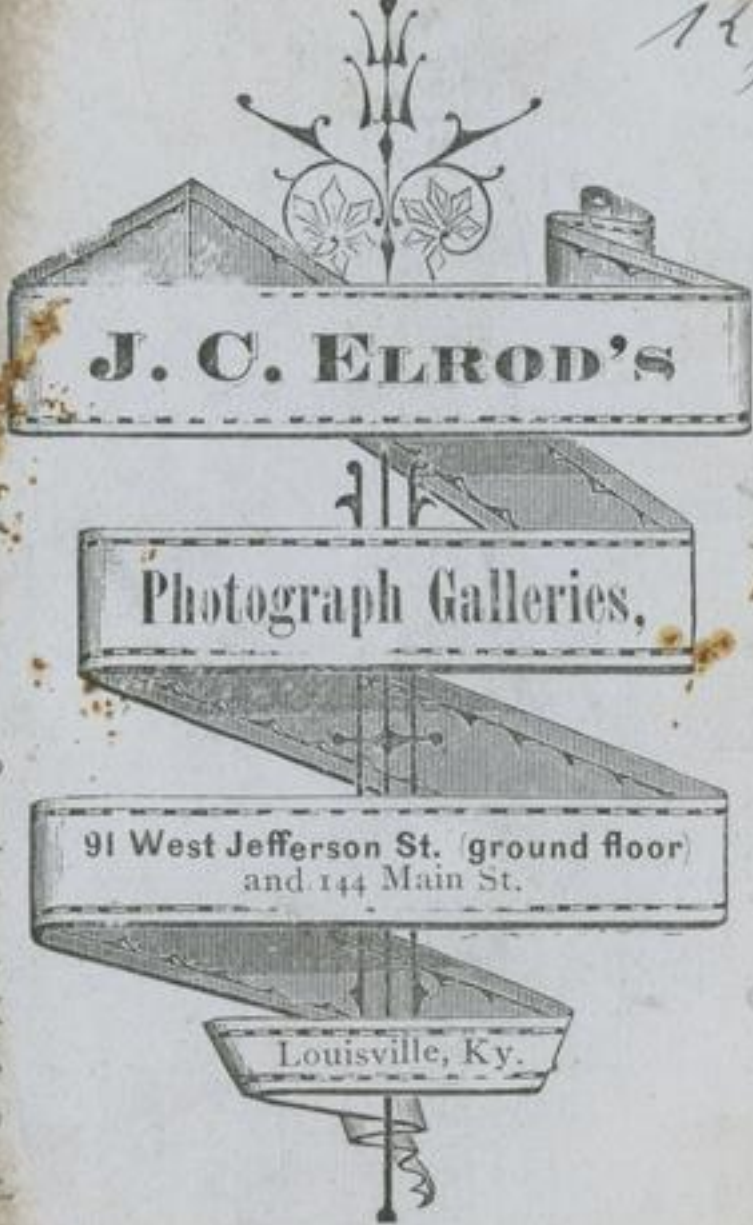 J. C. ELROD'S
Photograph Galleries,
91 West Jefferson St. (ground floor)
and 144 Main St.
Louisville, Ky.